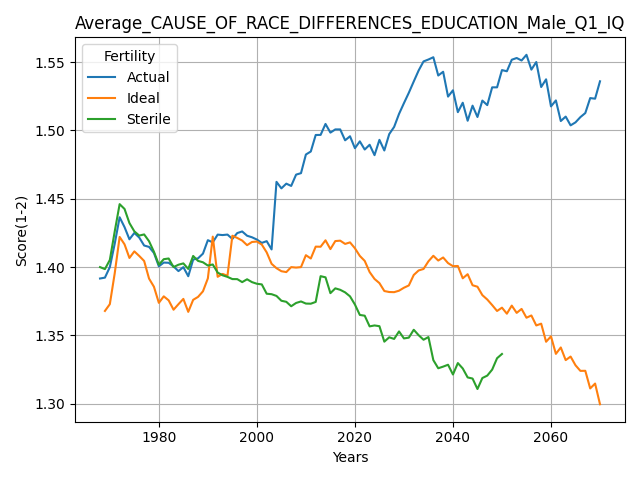 Average_CAUSE_OF_RACE_DIFFERENCES_EDUCATION_Male_Q1_IQ
Fertility
Actual
Ideal
Sterile
Score(1-2)
1.55
1.50
1.45
1.40
1.35
1.30
1980
2000
2020
2040
2060
Years